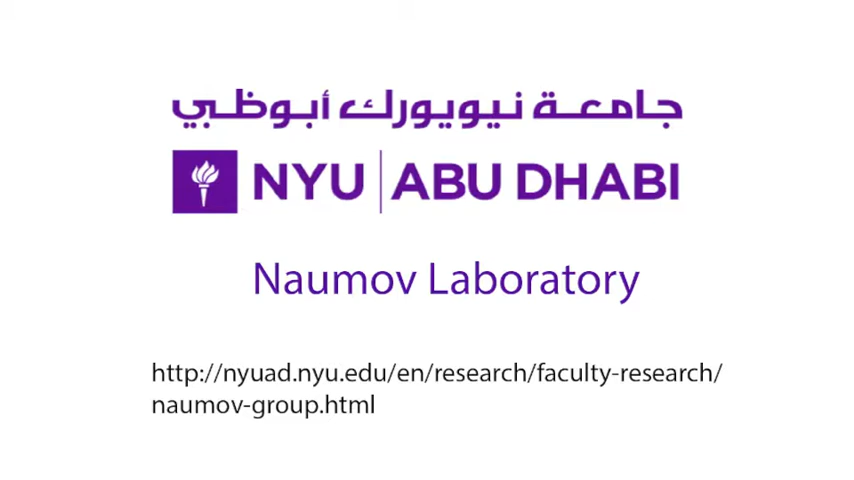 جامعة نيويورك أبوظبي
NYU | ABU DHABI
Naumov Laboratory
http://nyuad.nyu.edu/en/research/faculty-research/
naumov-group.html